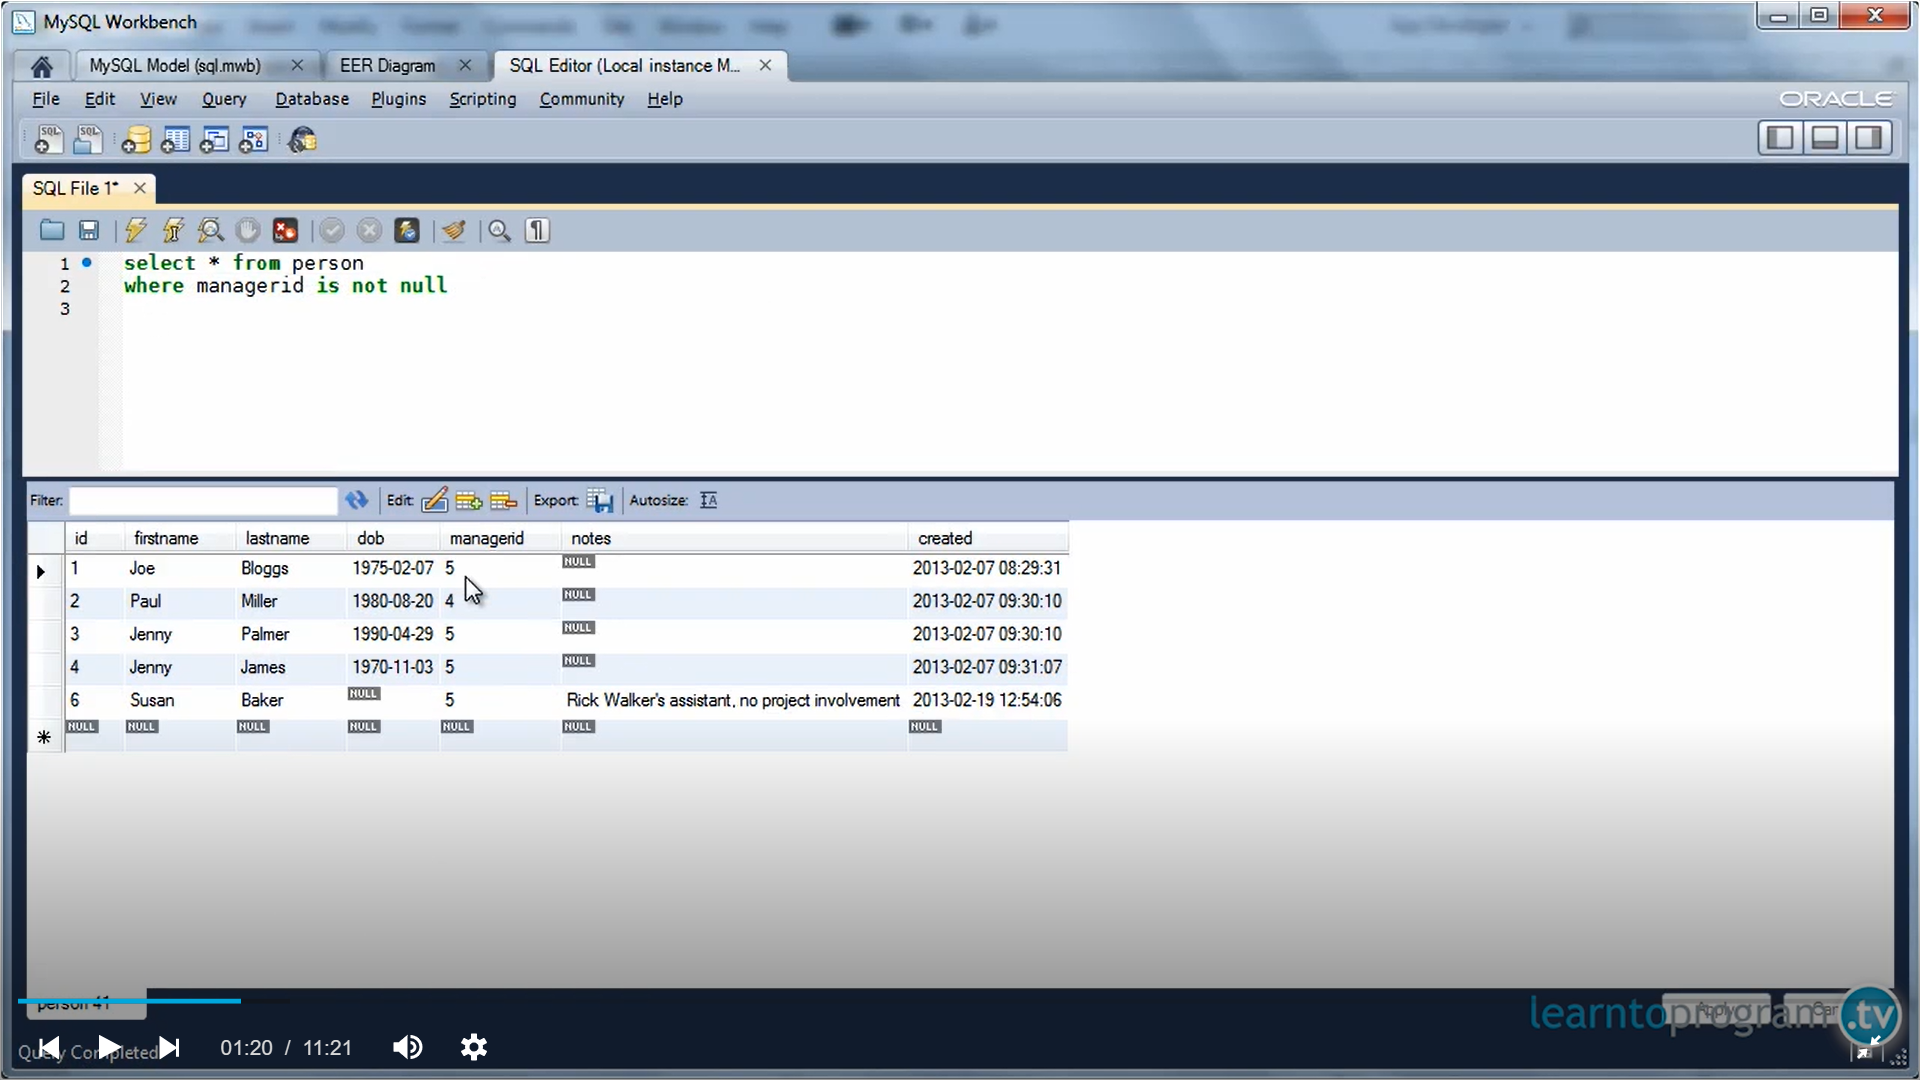 MySQL Workbench
MySQL Model (sql.mwb) EER Diagram SQL Editor (Local instance M...
File Edit View Query Database Plugins Scripting Community Help ORACLE
SQL File 1*
1 select * from person
2 where managerid is not null
3
Filter: Edit: Export: Autosize:
id firstname lastname dob managerid notes created
1 Joe Bloggs 1975-02-07 5 NULL 2013-02-07 08:29:31
2 Paul Miller 1980-08-20 4 NULL 2013-02-07 09:30:10
3 Jenny Palmer 1990-04-29 5 NULL 2013-02-07 09:30:10
4 Jenny James 1970-11-03 5 NULL 2013-02-07 09:31:07
6 Susan Baker NULL 5 Rick Walker's assistant, no project involvement 2013-02-19 12:54:06
NULL NULL NULL NULL NULL NULL NULL
person 41
learntoprogram.tv
Apply
Query Completed
01:20 / 11:21